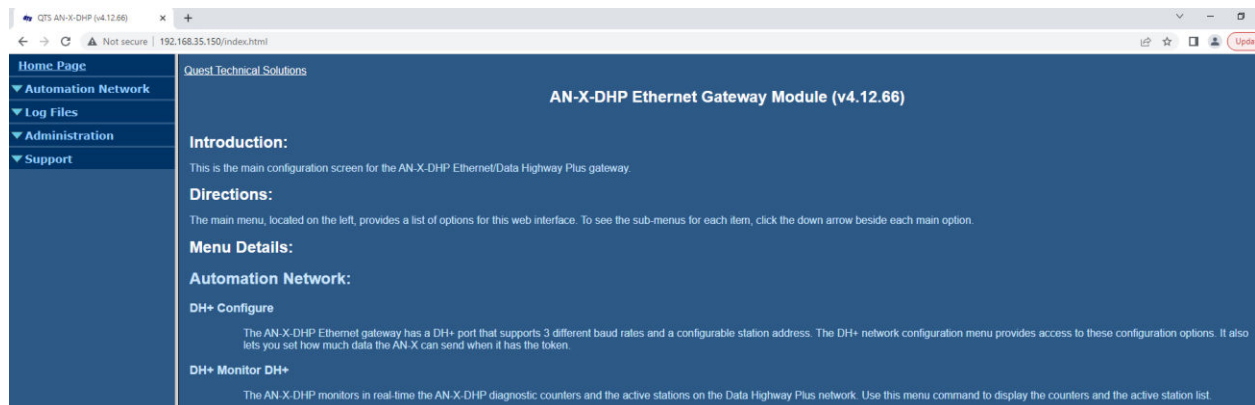 QTS AN-X-DHP (v4.12.66)
Not secure | 192.168.35.150/index.html
Home Page
Automation Network
Log Files
Administration
Support
Quest Technical Solutions
AN-X-DHP Ethernet Gateway Module (v4.12.66)
Introduction:
This is the main configuration screen for the AN-X-DHP Ethernet/Data Highway Plus gateway.
Directions:
The main menu, located on the left, provides a list of options for this web interface. To see the sub-menus for each item, click the down arrow beside each main option.
Menu Details:
Automation Network:
DH+ Configure
The AN-X-DHP Ethernet gateway has a DH+ port that supports 3 different baud rates and a configurable station address. The DH+ network configuration menu provides access to these configuration options. It also
lets you set how much data the AN-X can send when it has the token.
DH+ Monitor DH+
The AN-X-DHP monitors in real-time the AN-X-DHP diagnostic counters and the active stations on the Data Highway Plus network. Use this menu command to display the counters and the active station list.